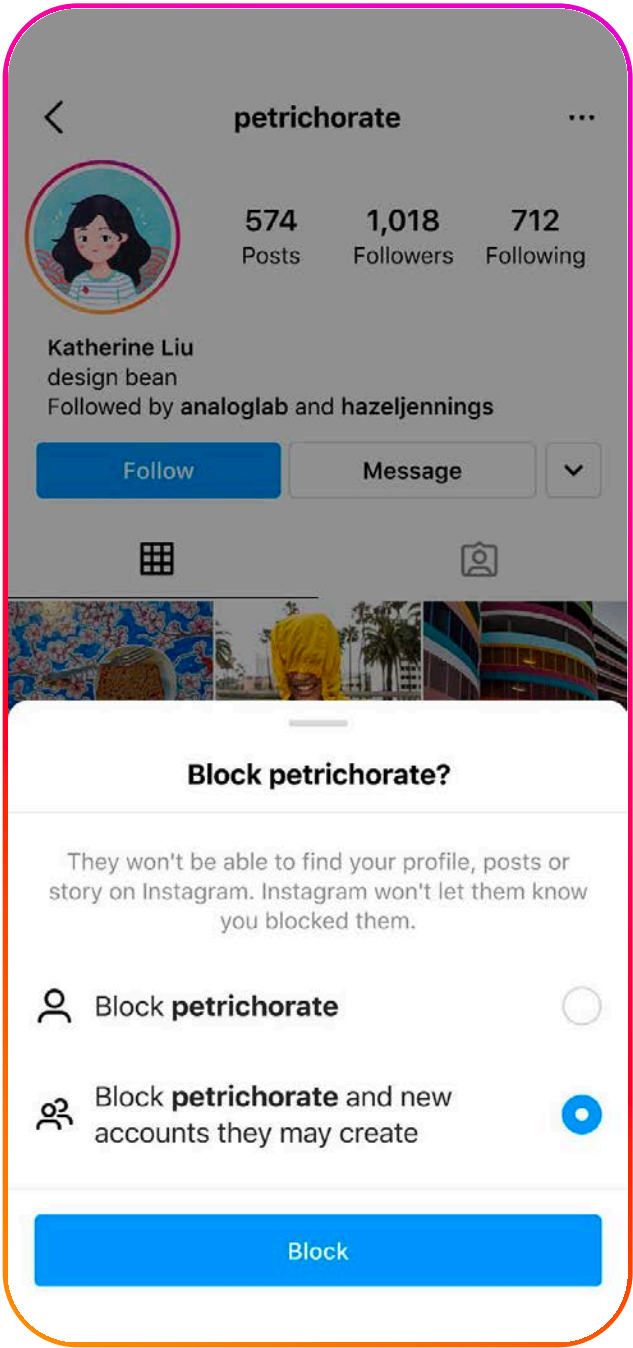 petrichorate
574
Posts
1,018
Followers
712
Following
Katherine Liu
design bean
Followed by analoglab and hazeljennings
Follow
Message
Block petrichorate?
They won't be able to find your profile, posts or
story on Instagram. Instagram won't let them know
you blocked them.
Block petrichorate
Block petrichorate and new
accounts they may create
Block